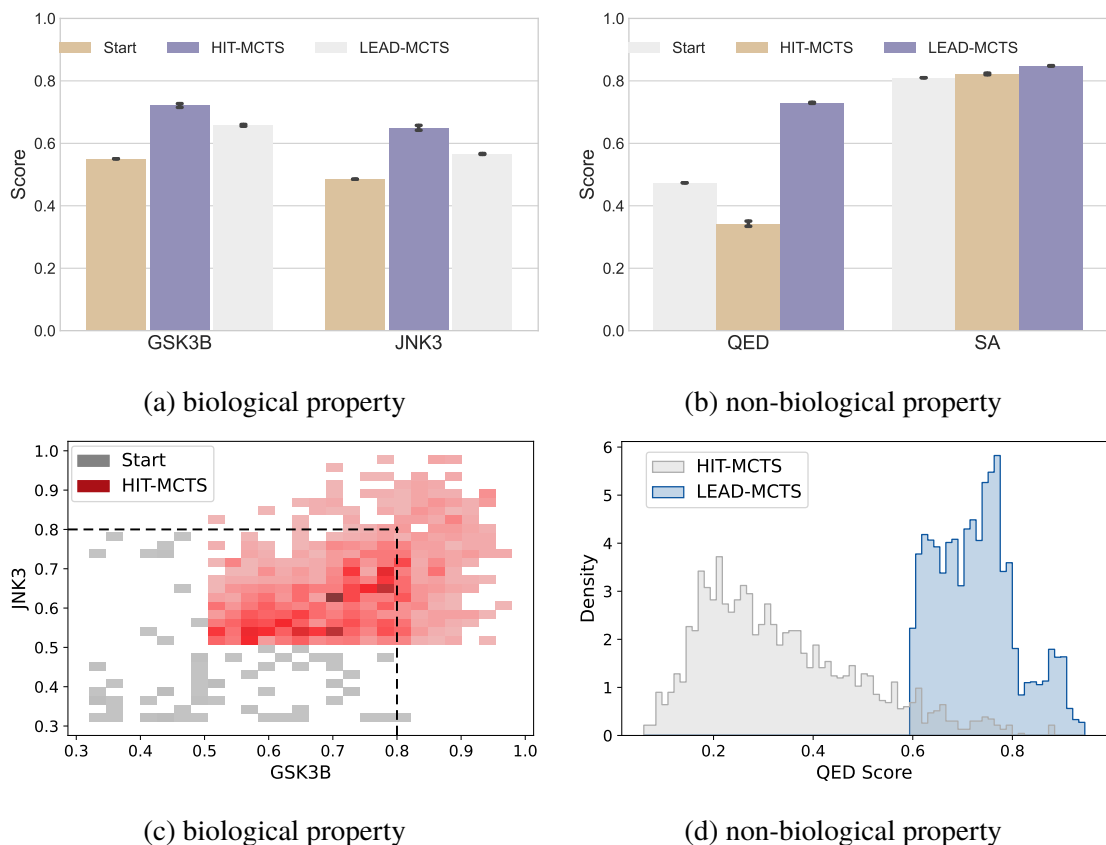 1.0
Start HIT-MCTS LEAD-MCTS
0.8
0.6
Score
0.4
0.2
0.0
GSK3B JNK3
(a) biological property
1.0
Start HIT-MCTS LEAD-MCTS
0.8
0.6
Score
0.4
0.2
0.0
QED SA
(b) non-biological property
1.0
Start
HIT-MCTS
0.9
0.8
0.7
JNK3
0.6
0.5
0.4
0.3
0.3 0.4 0.5 0.6 0.7 0.8 0.9 1.0
GSK3B
(c) biological property
6
HIT-MCTS
LEAD-MCTS
5
4
3
Density
2
1
0
0.2 0.4 0.6 0.8
QED Score
(d) non-biological property